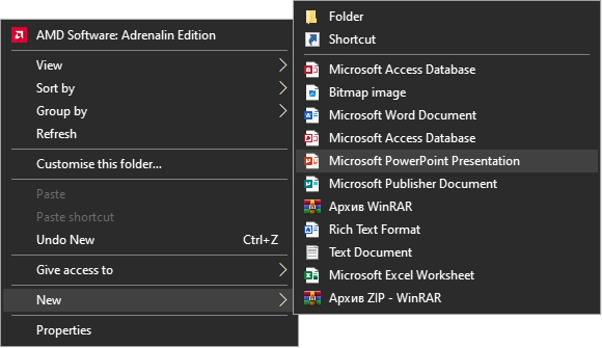 AMD Software: Adrenalin Edition
View
Sort by
Group by
Refresh
Customise this folder...
Paste
Paste shortcut
Undo New Ctrl+Z
Give access to
New
Properties
Folder
Shortcut
Microsoft Access Database
Bitmap image
Microsoft Word Document
Microsoft Access Database
Microsoft PowerPoint Presentation
Microsoft Publisher Document
Архив WinRAR
Rich Text Format
Text Document
Microsoft Excel Worksheet
Архив ZIP - WinRAR